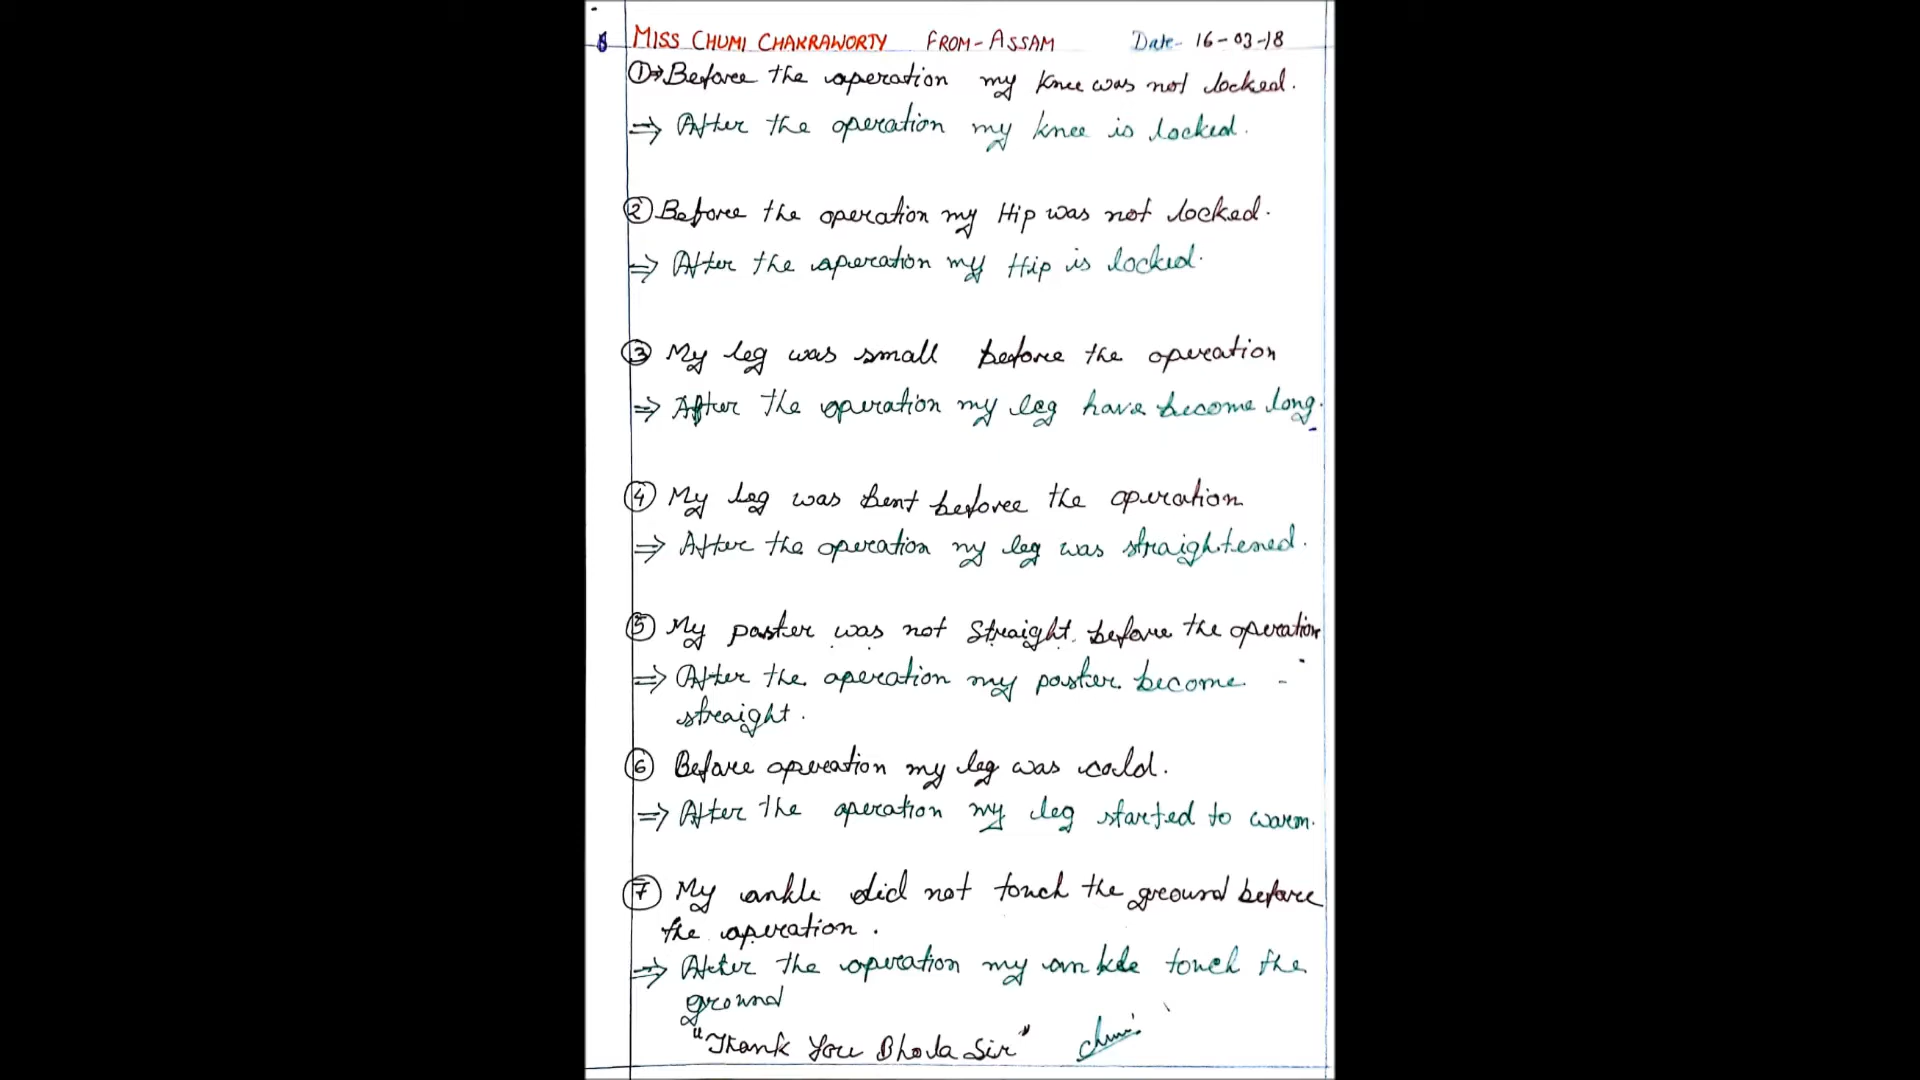 MISS CHUMI CHAKRAWORTY FROM-ASSAM Date- 16-03-18
①⇒ Before the operation my knee was not locked.
⇒ After the operation my knee is locked.
② Before the operation my Hip was not locked.
⇒ After the operation my Hip is locked.
③ My leg was small before the operation
⇒ After the operation my leg have become long.
④ My leg was bent before the operation
⇒ After the operation my leg was straightened.
⑤ My poster was not Straight before the operation
⇒ After the operation my poster become -
straight.
⑥ Before operation my leg was cold.
⇒ After the operation my leg started to warm.
⑦ My ankle did not touch the ground before
the operation.
⇒ After the operation my ankle touch the
ground
"Thank You Bhola Sir" Chumi